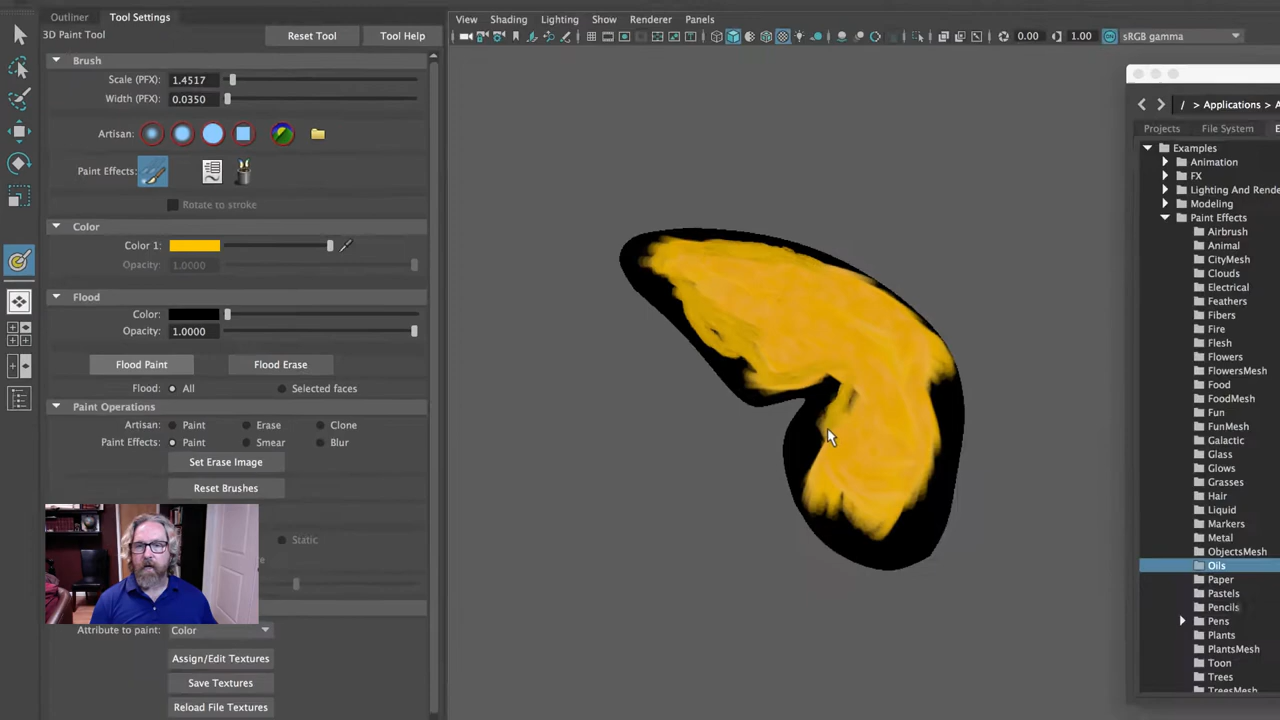 Outliner Tool Settings
3D Paint Tool Reset Tool Tool Help
Brush
Scale (PFX): 1.4517
Width (PFX): 0.0350
Artisan:
Paint Effects:
Rotate to stroke
Color
Color 1:
Opacity: 1.0000
Flood
Color:
Opacity: 1.0000
Flood Paint Flood Erase
Flood: All Selected faces
Paint Operations
Artisan: Paint Erase Clone
Paint Effects: Paint Smear Blur
Set Erase Image
Reset Brushes
Static
Attribute to paint: Color
Assign/Edit Textures
Save Textures
Reload File Textures
View Shading Lighting Show Renderer Panels
0.00 1.00 ON sRGB gamma
/ > Applications >
Projects File System
Examples
Animation
FX
Lighting And Rende
Modeling
Paint Effects
Airbrush
Animal
CityMesh
Clouds
Electrical
Feathers
Fibers
Fire
Flesh
Flowers
FlowersMesh
Food
FoodMesh
Fun
FunMesh
Galactic
Glass
Glows
Grasses
Hair
Liquid
Markers
Metal
ObjectsMesh
Oils
Paper
Pastels
Pencils
Pens
Plants
PlantsMesh
Toon
Trees
TreesMesh